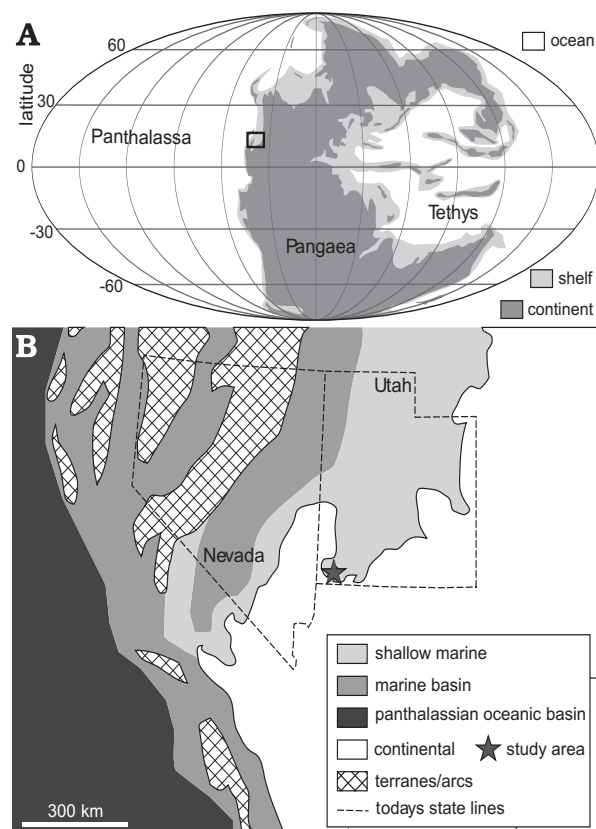 A
60
ocean
latitude
30
Panthalassa
0
Tethys
-30
Pangaea
-60
shelf
continent
B
Utah
Nevada
shallow marine
marine basin
panthalassian oceanic basin
continental
study area
terranes/arcs
todays state lines
300 km